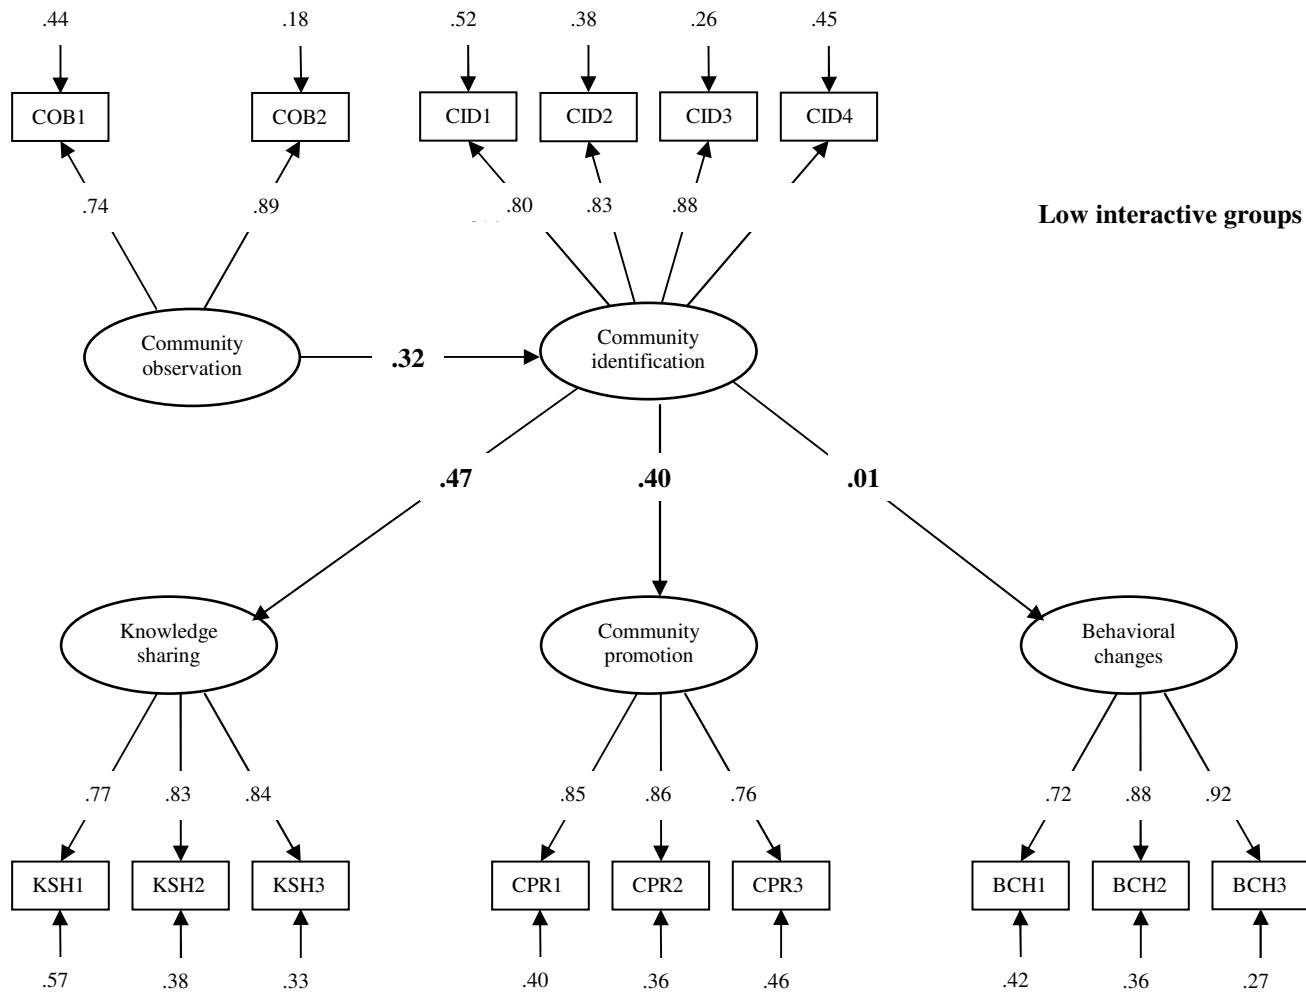 .44
.18
.52
.38
.26
.45
COB1
COB2
CID1
CID2
CID3
CID4
.74
.89
.80
.83
.88
Low interactive groups
Community
observation
.32
Community
identification
.47
.40
.01
Knowledge
sharing
Community
promotion
Behavioral
changes
.77
.83
.84
.85
.86
.76
.72
.88
.92
KSH1
KSH2
KSH3
CPR1
CPR2
CPR3
BCH1
BCH2
BCH3
.57
.38
.33
.40
.36
.46
.42
.36
.27